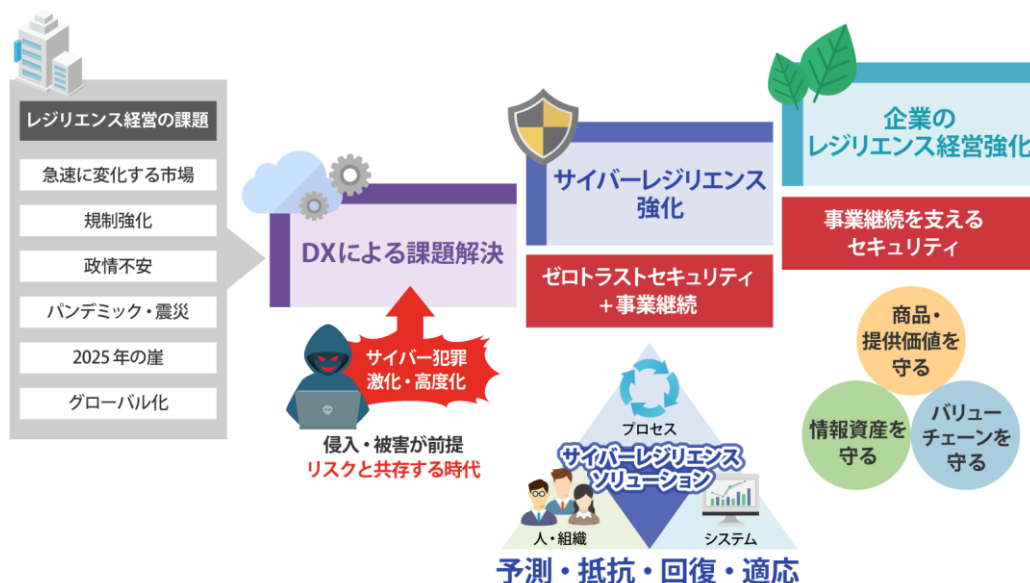 レジリエンス経営の課題
急速に変化する市場
規制強化
政情不安
パンデミック・震災
2025年の崖
グローバル化
DXによる課題解決
サイバー犯罪
激化・高度化
侵入・被害が前提
リスクと共存する時代
サイバーレジリエンス
強化
ゼロトラストセキュリティ
＋事業継続
プロセス
サイバーレジリエンス
ソリューション
人・組織
システム
予測・抵抗・回復・適応
企業の
レジリエンス経営強化
事業継続を支える
セキュリティ
商品・
提供価値を
守る
情報資産を
守る
バリュー
チェーンを
守る